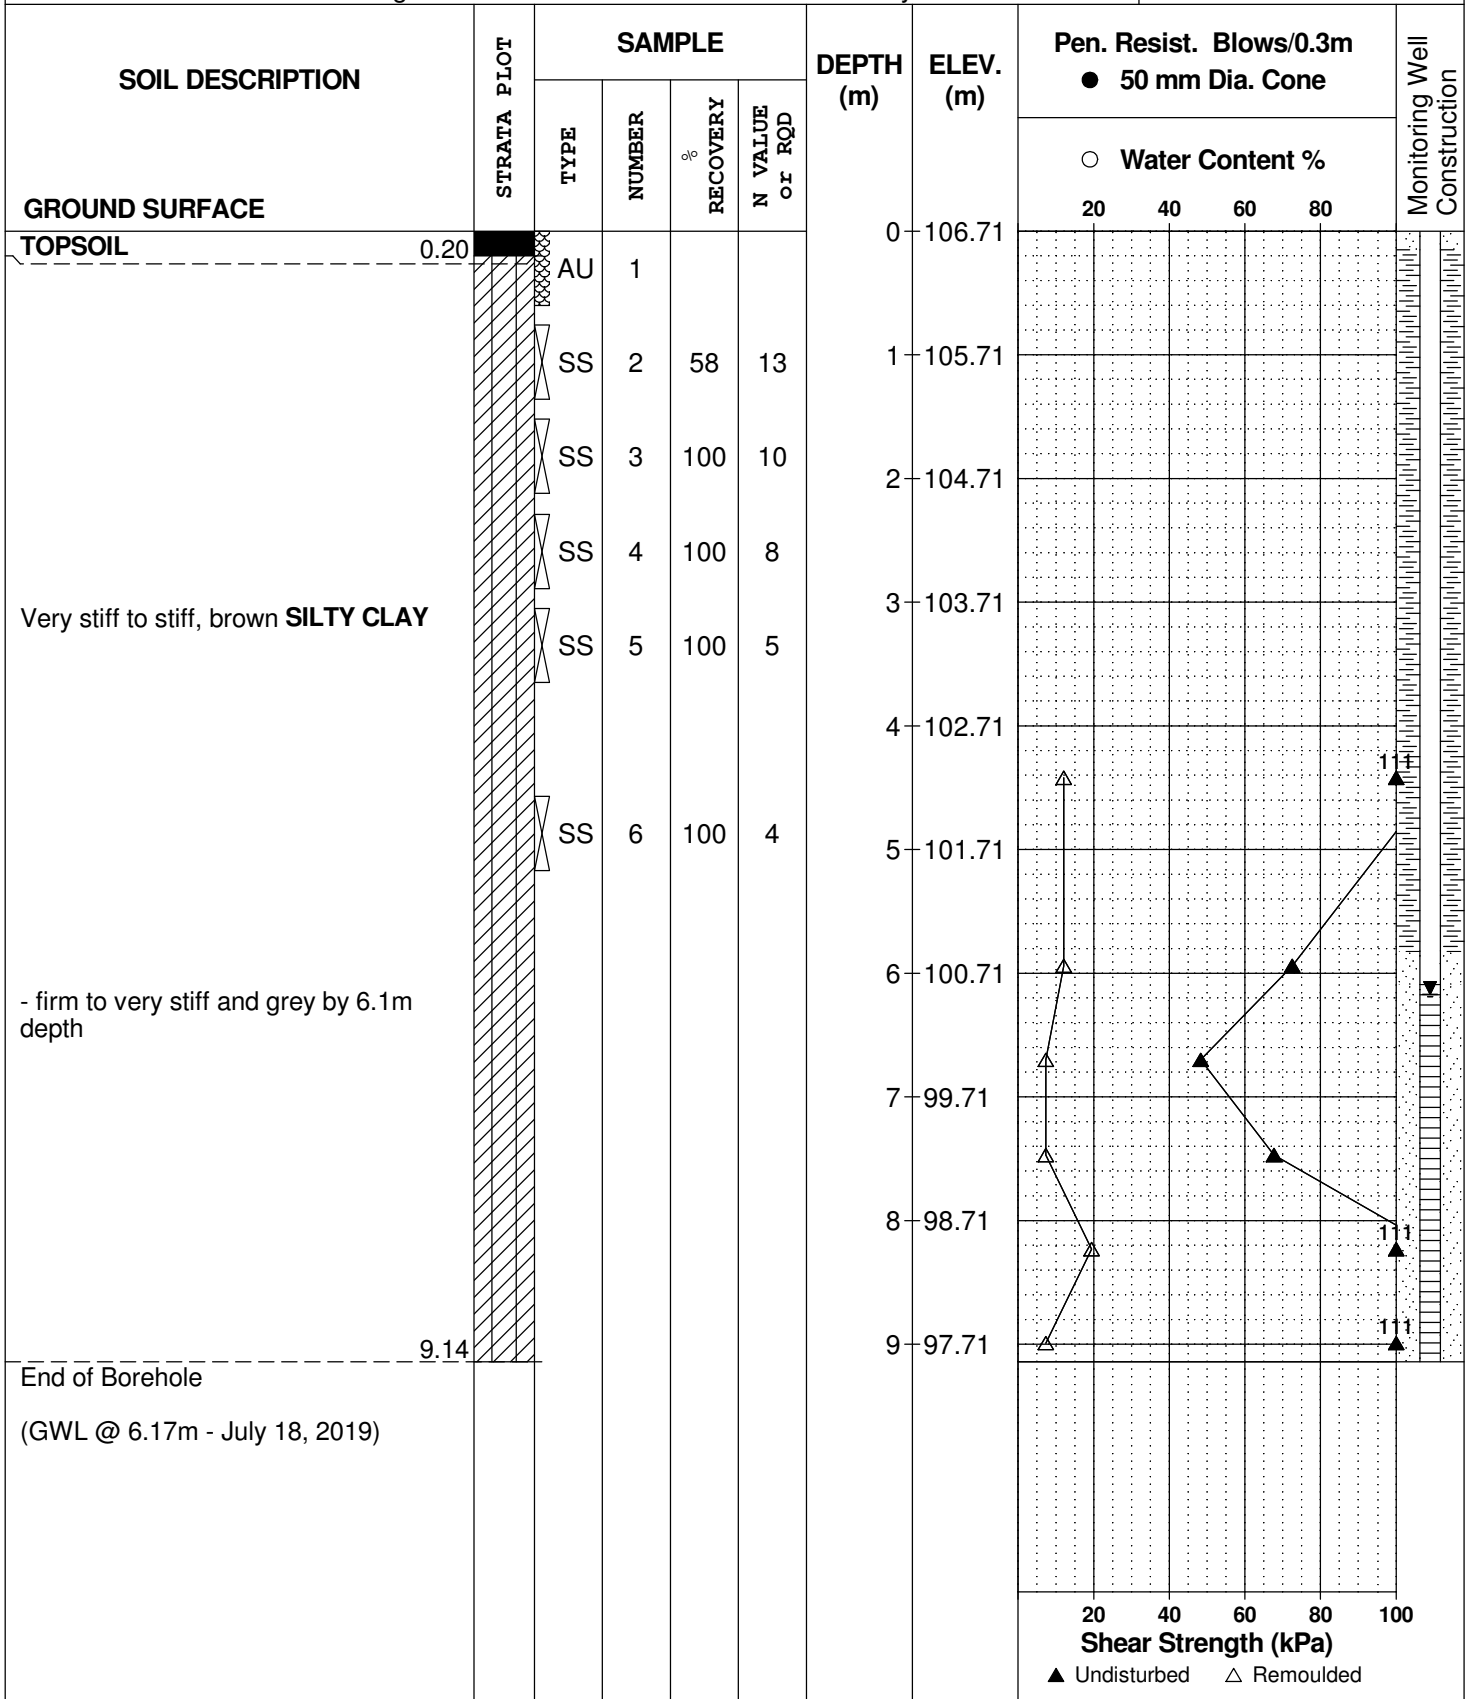 SOIL DESCRIPTION
GROUND SURFACE
STRATA PLOT
SAMPLE
TYPE
NUMBER
%
RECOVERY
N VALUE
or RQD
DEPTH
(m)
ELEV.
(m)
Pen. Resist. Blows/0.3m
● 50 mm Dia. Cone
○ Water Content %
20 40 60 80
Monitoring Well
Construction
TOPSOIL 0.20
AU 1
0 106.71
SS 2 58 13
1 105.71
SS 3 100 10
2 104.71
SS 4 100 8
3 103.71
Very stiff to stiff, brown SILTY CLAY
SS 5 100 5
4 102.71
111
SS 6 100 4
5 101.71
6 100.71
- firm to very stiff and grey by 6.1m
depth
7 99.71
8 98.71
111
111
9 97.71
9.14
End of Borehole
(GWL @ 6.17m - July 18, 2019)
20 40 60 80 100
Shear Strength (kPa)
▲ Undisturbed △ Remoulded